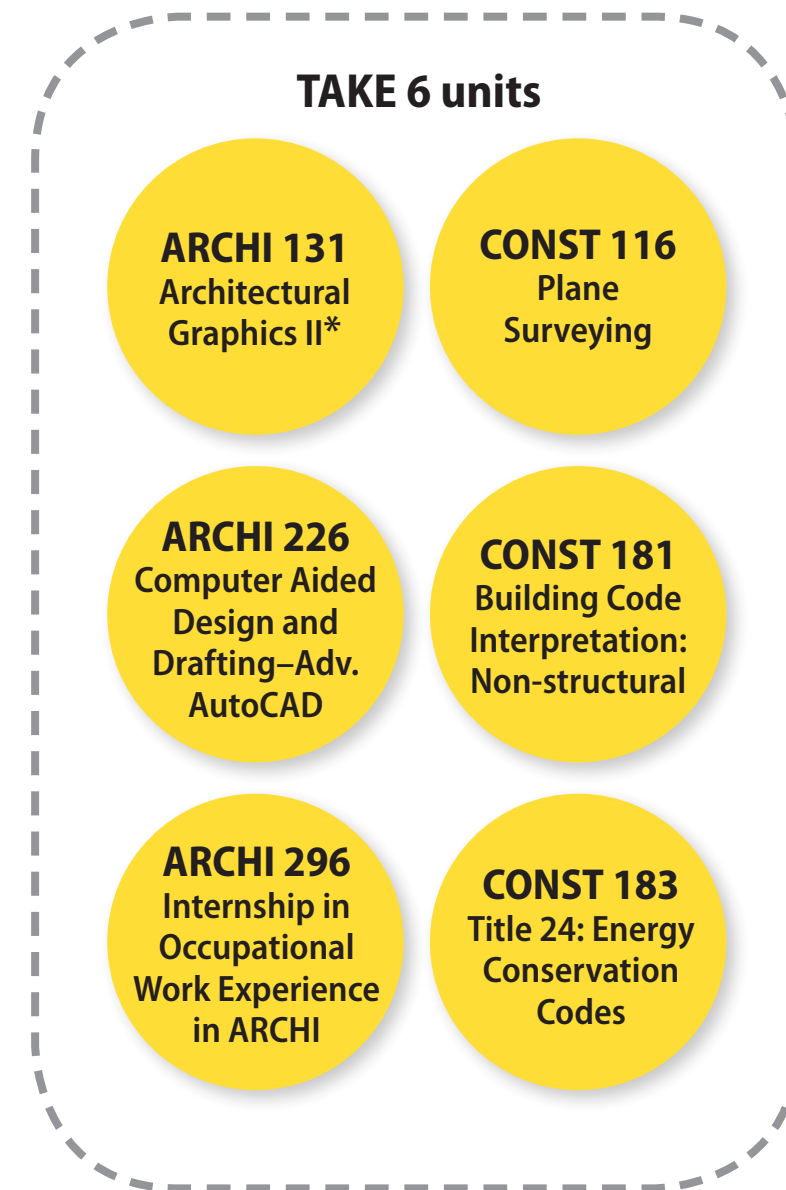 TAKE 6 units
ARCHI 131
Architectural
Graphics II*
CONST 116
Plane
Surveying
ARCHI 226
Computer Aided
Design and
Drafting–Adv.
AutoCAD
CONST 181
Building Code
Interpretation:
Non-structural
ARCHI 296
Internship in
Occupational
Work Experience
in ARCHI
CONST 183
Title 24: Energy
Conservation
Codes